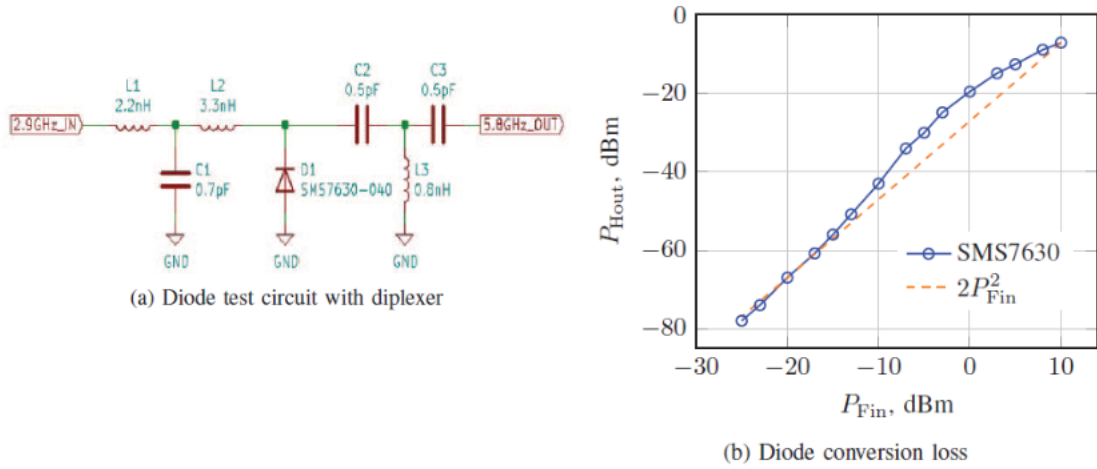 L1
2.2nH
L2
3.3nH
C2
0.5pF
C3
0.5pF
2.9GHz_IN
5.8GHz_OUT
C1
0.7pF
D1
SMS7630-040
L3
0.8nH
GND
GND
GND
(a) Diode test circuit with diplexer
0
−20
−40
−60
−80
P_Hout, dBm
SMS7630
2P²_Fin
−30
−20
−10
0
10
P_Fin, dBm
(b) Diode conversion loss